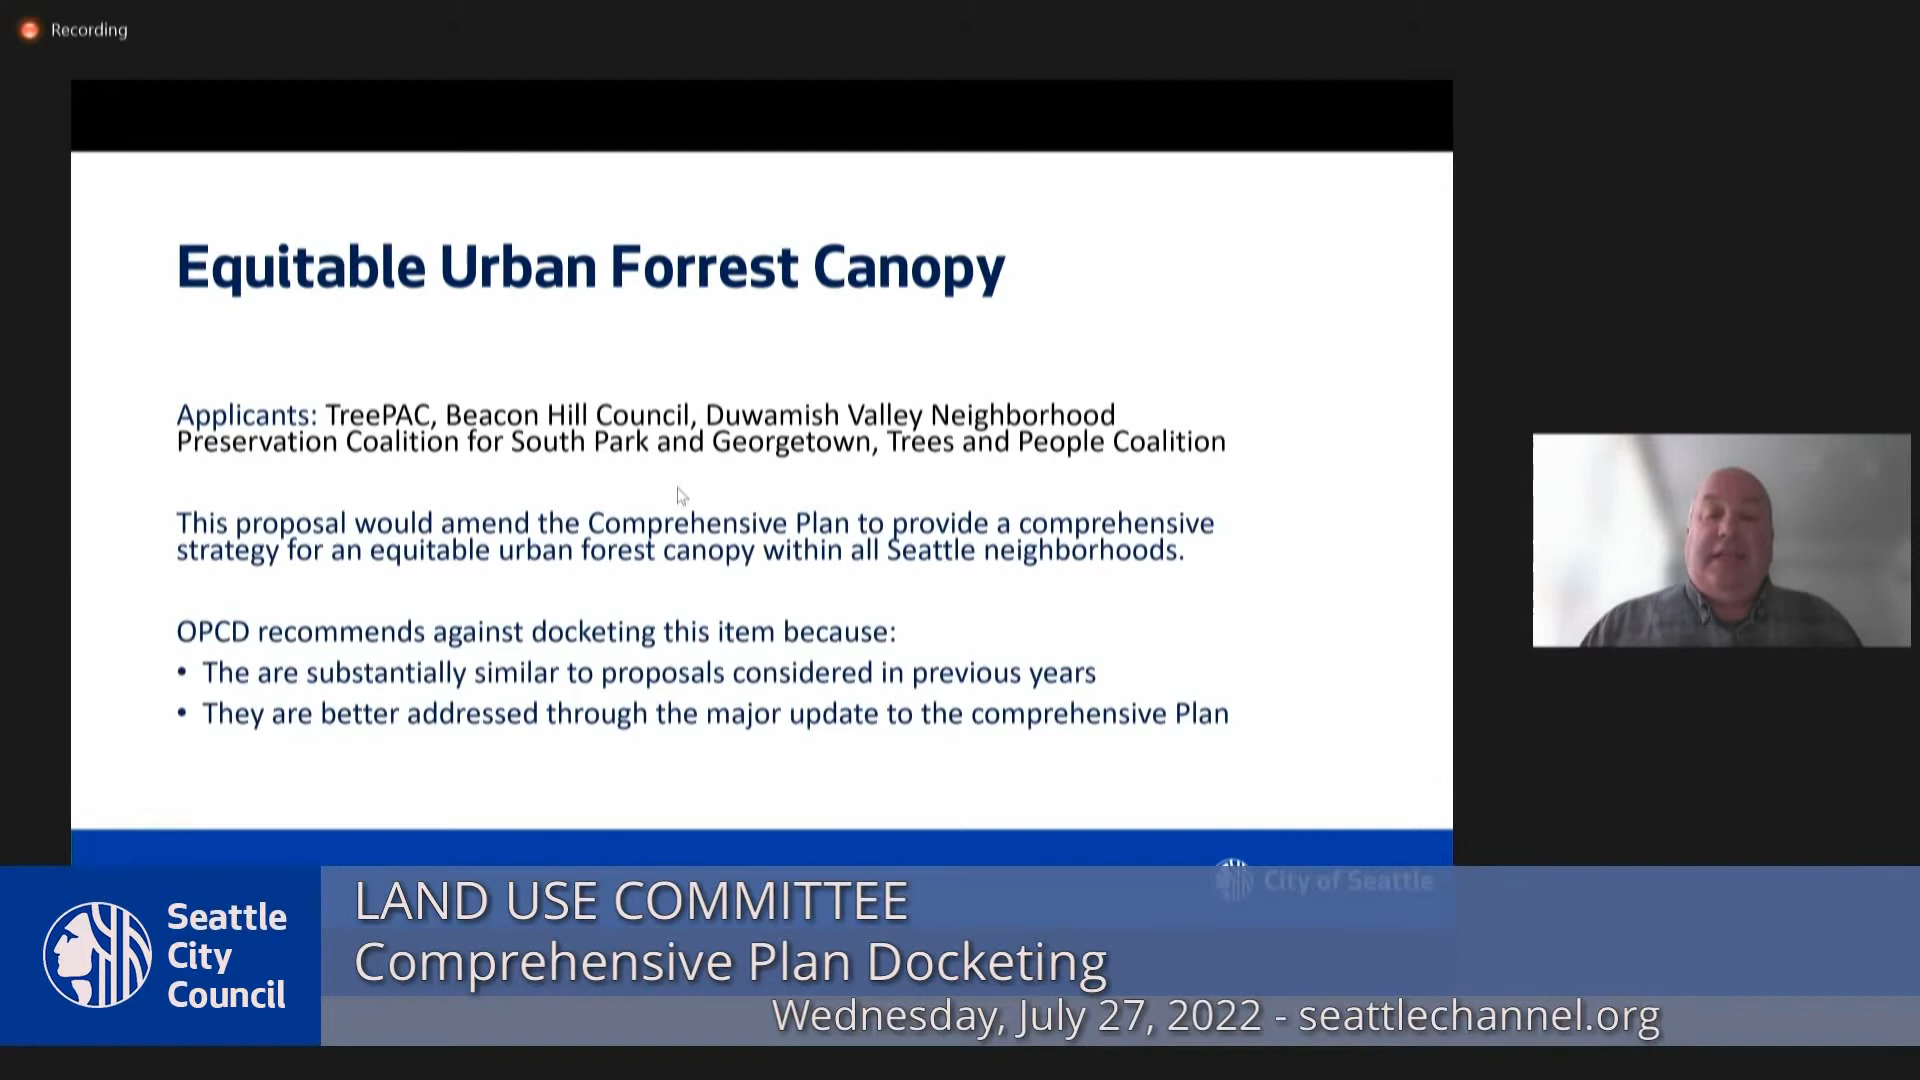 Recording
Equitable Urban Forrest Canopy
Applicants: TreePAC, Beacon Hill Council, Duwamish Valley Neighborhood
Preservation Coalition for South Park and Georgetown, Trees and People Coalition
This proposal would amend the Comprehensive Plan to provide a comprehensive
strategy for an equitable urban forest canopy within all Seattle neighborhoods.
OPCD recommends against docketing this item because:
• The are substantially similar to proposals considered in previous years
• They are better addressed through the major update to the comprehensive Plan
City of Seattle
Seattle
City
Council
LAND USE COMMITTEE
Comprehensive Plan Docketing
Wednesday, July 27, 2022 - seattlechannel.org